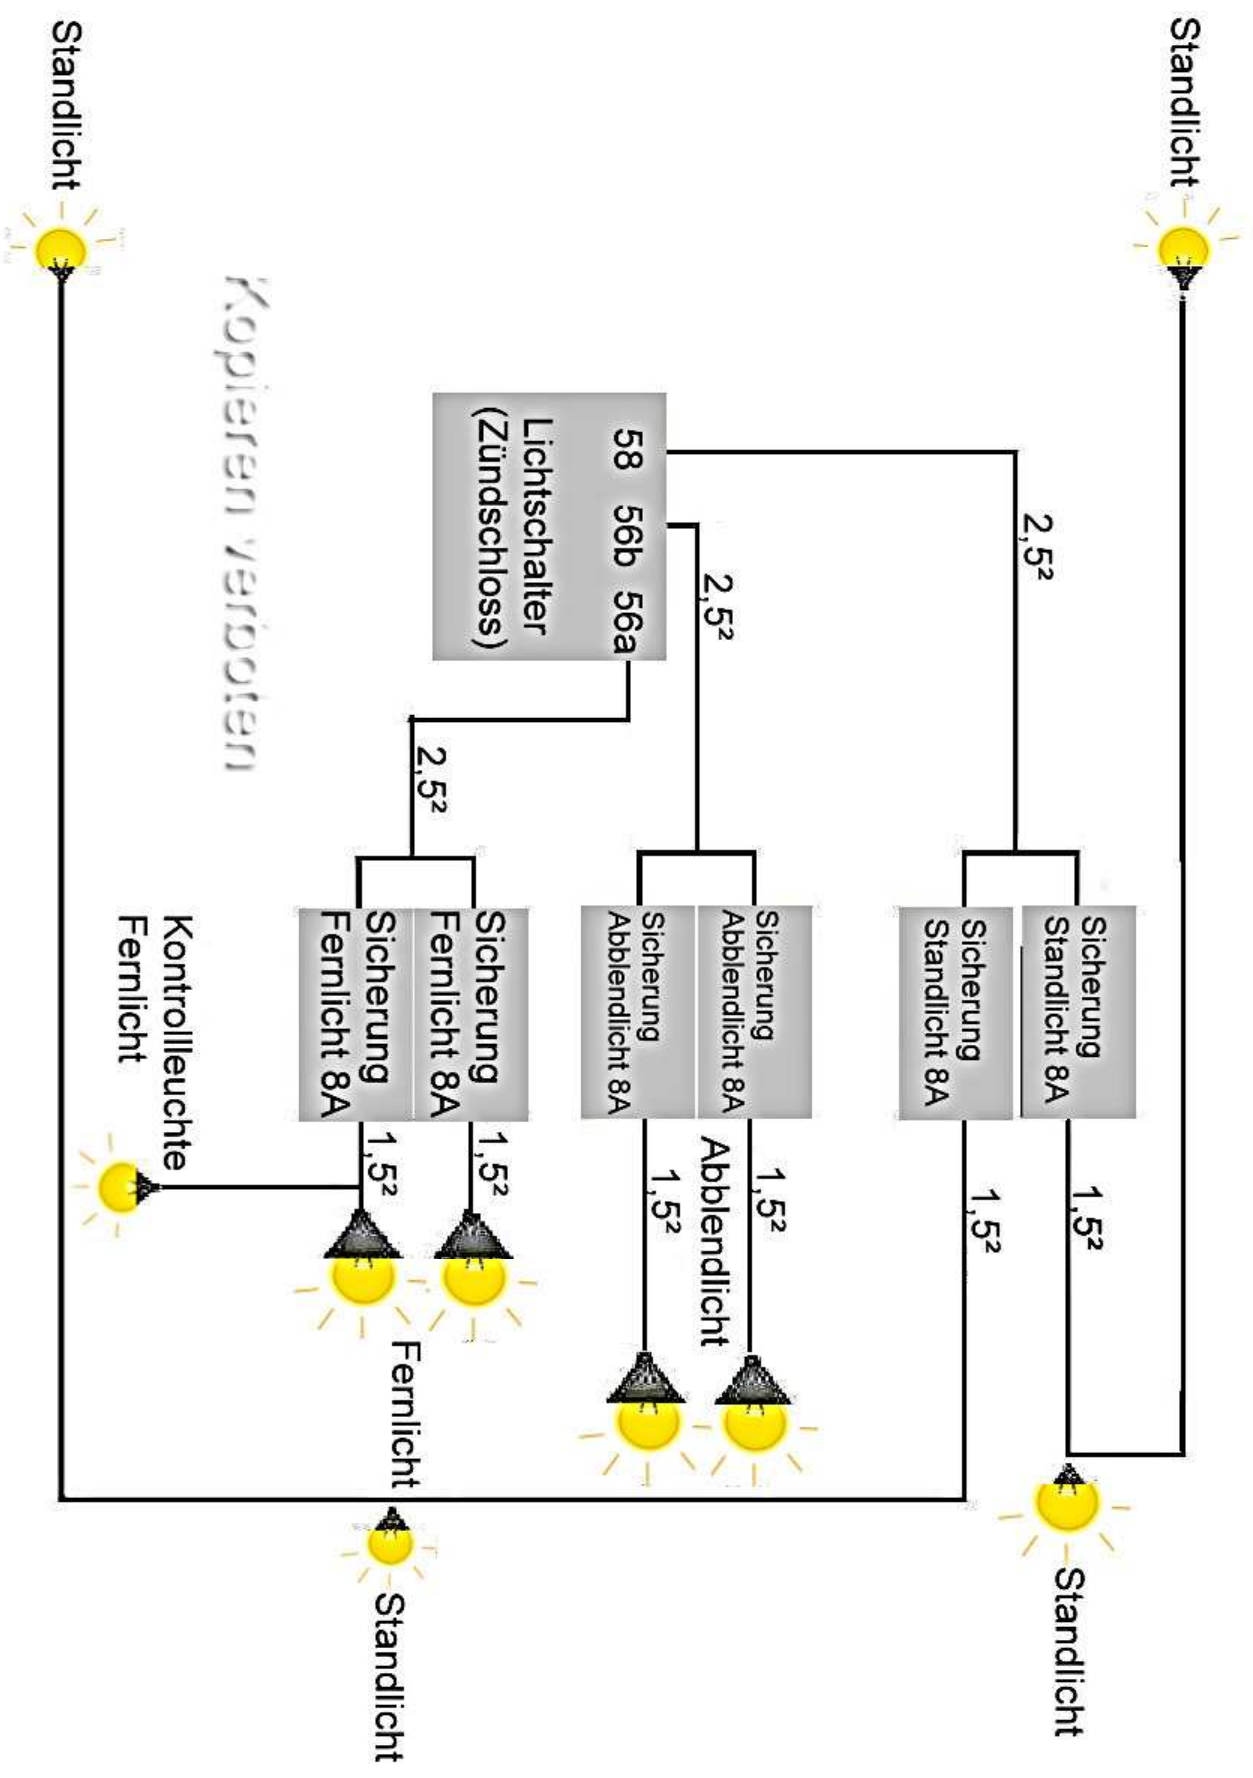 Standlicht
Sicherung
Standlicht 8A
1,5²
Standlicht
2,5²
Sicherung
Standlicht 8A
1,5²
Sicherung
Abblendlicht 8A
1,5²
2,5²
Abblendlicht
Sicherung
Abblendlicht 8A
1,5²
58 56b 56a
Lichtschalter
(Zündschloss)
Sicherung
Fernlicht 8A
1,5²
2,5²
Fernlicht
Standlicht
Sicherung
Fernlicht 8A
1,5²
Kopieren verboten
Kontrollleuchte
Fernlicht
Standlicht